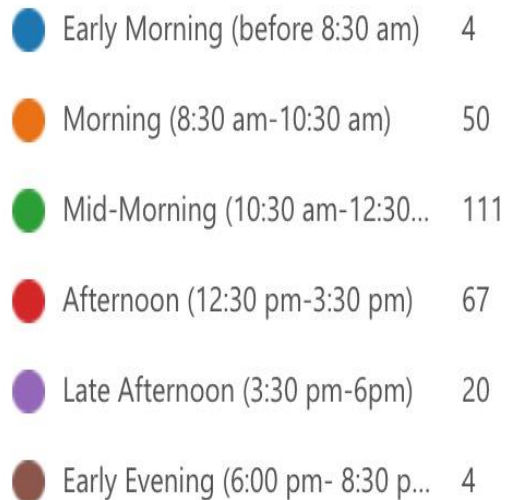 Early Morning (before 8:30 am) 4
Morning (8:30 am-10:30 am) 50
Mid-Morning (10:30 am-12:30... 111
Afternoon (12:30 pm-3:30 pm) 67
Late Afternoon (3:30 pm-6pm) 20
Early Evening (6:00 pm- 8:30 p... 4